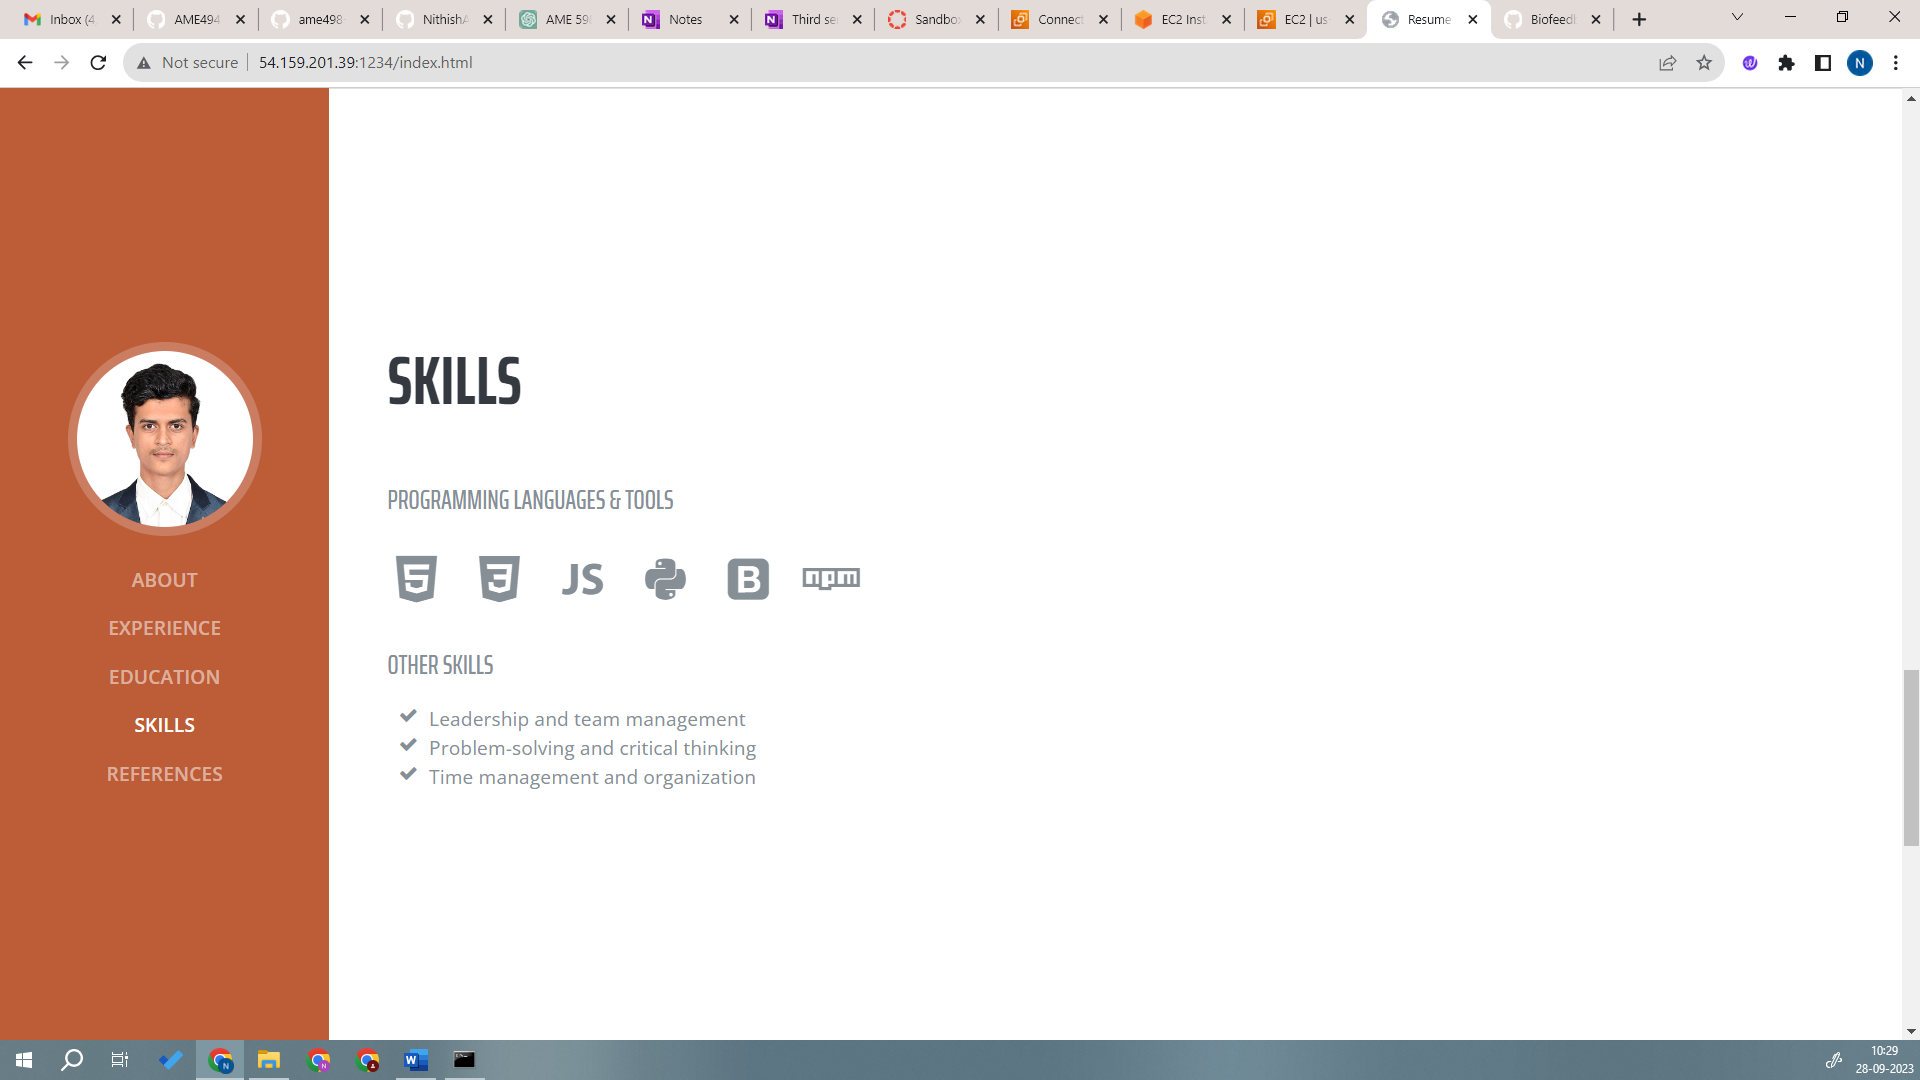 Inbox (4
AME494
ame498
NithishA
AME 598
Notes
Third se
Sandbo
Connect
EC2 Inst
EC2 | us
Resume
Biofeed
Not secure
54.159.201.39:1234/index.html
N
SKILLS
PROGRAMMING LANGUAGES & TOOLS
5 3 JS B npm
OTHER SKILLS
Leadership and team management
Problem-solving and critical thinking
Time management and organization
ABOUT
EXPERIENCE
EDUCATION
SKILLS
REFERENCES
10:29
28-09-2023